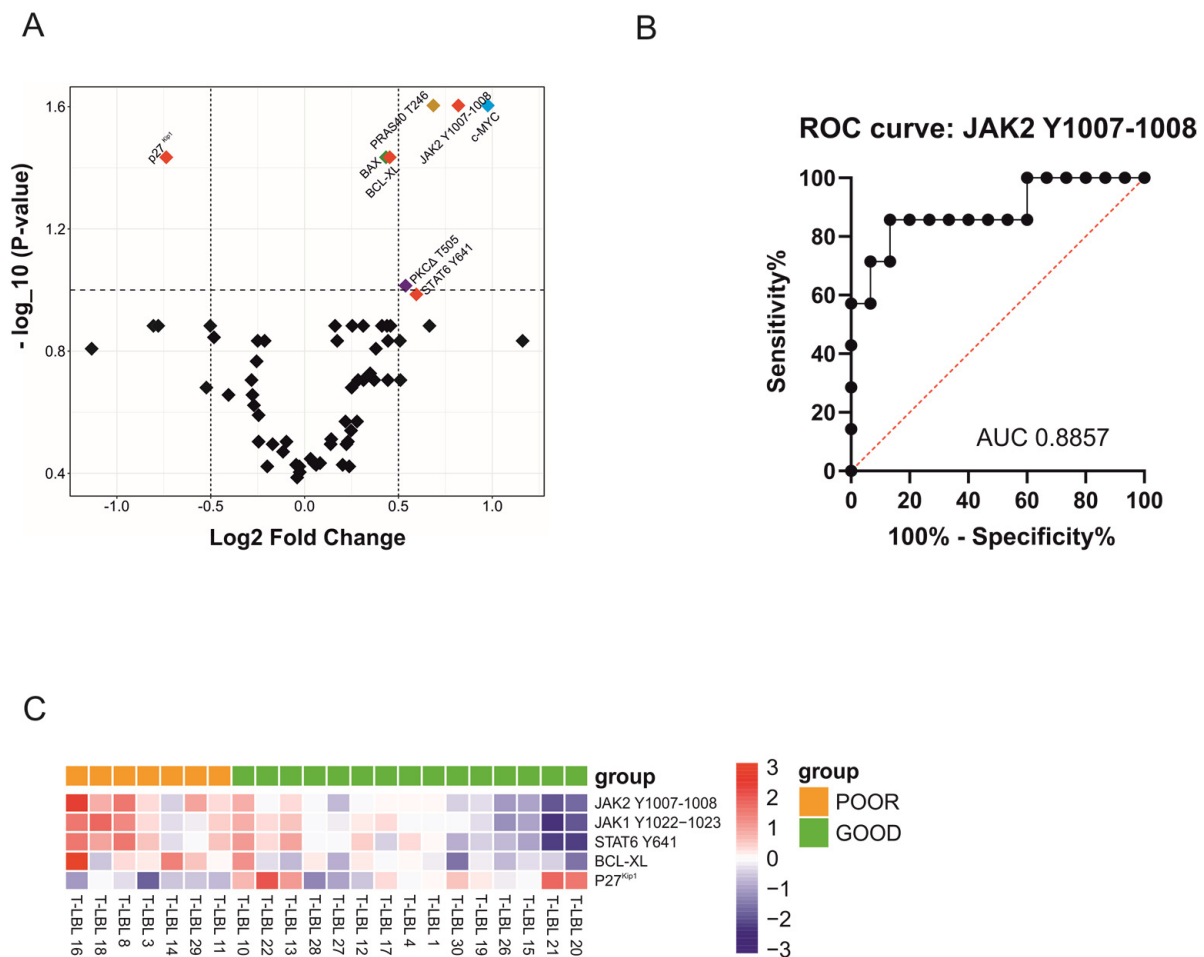 A
B
1.6
1.2
0.8
0.4
- log_10 (P-value)
-1.0
-0.5
0.0
0.5
1.0
Log2 Fold Change
p27 Kip1
PRAS40 T246
JAK2 Y1007-1008
c-MYC
BAX
BCL-XL
PKCΔ T505
STAT6 Y641
ROC curve: JAK2 Y1007-1008
100
80
60
40
20
0
Sensitivity%
0
20
40
60
80
100
100% - Specificity%
AUC 0.8857
C
group
JAK2 Y1007-1008
JAK1 Y1022−1023
STAT6 Y641
BCL-XL
P27Kip1
T-LBL 16
T-LBL 18
T-LBL 8
T-LBL 3
T-LBL 14
T-LBL 29
T-LBL 11
T-LBL 10
T-LBL 22
T-LBL 13
T-LBL 28
T-LBL 27
T-LBL 12
T-LBL 17
T-LBL 4
T-LBL 1
T-LBL 30
T-LBL 19
T-LBL 26
T-LBL 15
T-LBL 21
T-LBL 20
3
2
1
0
−1
−2
−3
group
POOR
GOOD